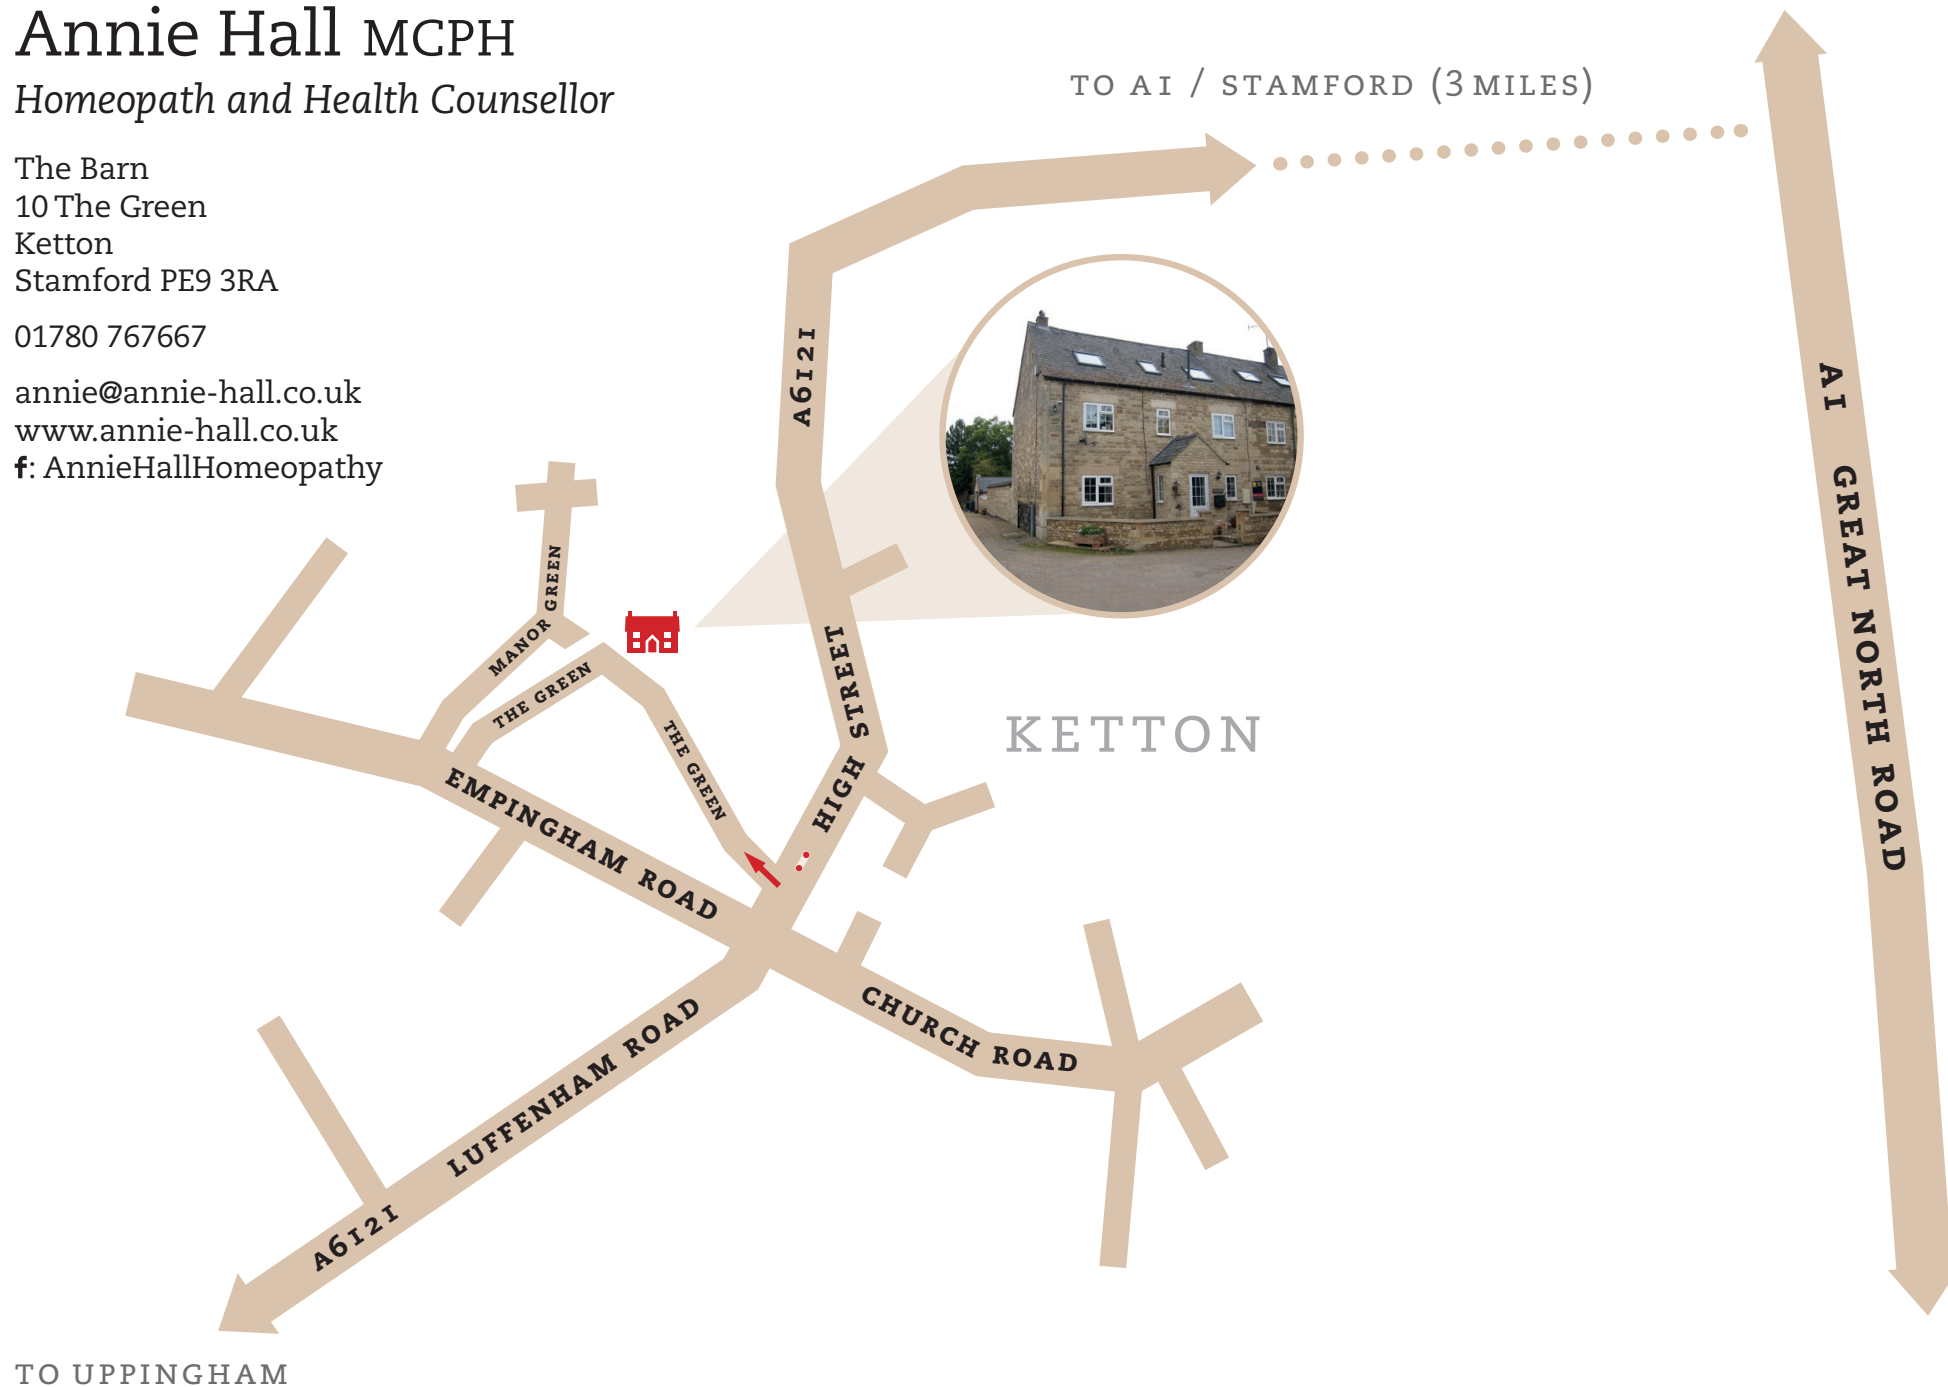 Annie Hall MCPH
Homeopath and Health Counsellor
The Barn
10 The Green
Ketton
Stamford PE9 3RA
01780 767667
annie@annie-hall.co.uk
www.annie-hall.co.uk
f: AnnieHallHomeopathy
TO A1 / STAMFORD (3 MILES)
A6121
A1 GREAT NORTH ROAD
MANOR GREEN
THE GREEN
THE GREEN
HIGH STREET
KETTON
EMPINGHAM ROAD
CHURCH ROAD
LUFFENHAM ROAD
A6121
TO UPPINGHAM